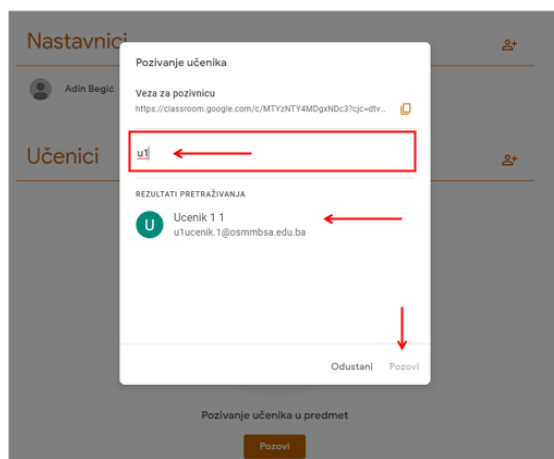 Nastavnici
Adin Begić
Učenici
Pozivanje učenika
Veza za pozivnicu
https://classroom.google.com/c/MTYzNTY4MDgxNDc3?cjc=dtv...
u1
REZULTATI PRETRAŽIVANJA
U
Ucenik 1 1
u1ucenik.1@osmmbsa.edu.ba
Odustani Pozovi
Pozivanje učenika u predmet
Pozovi